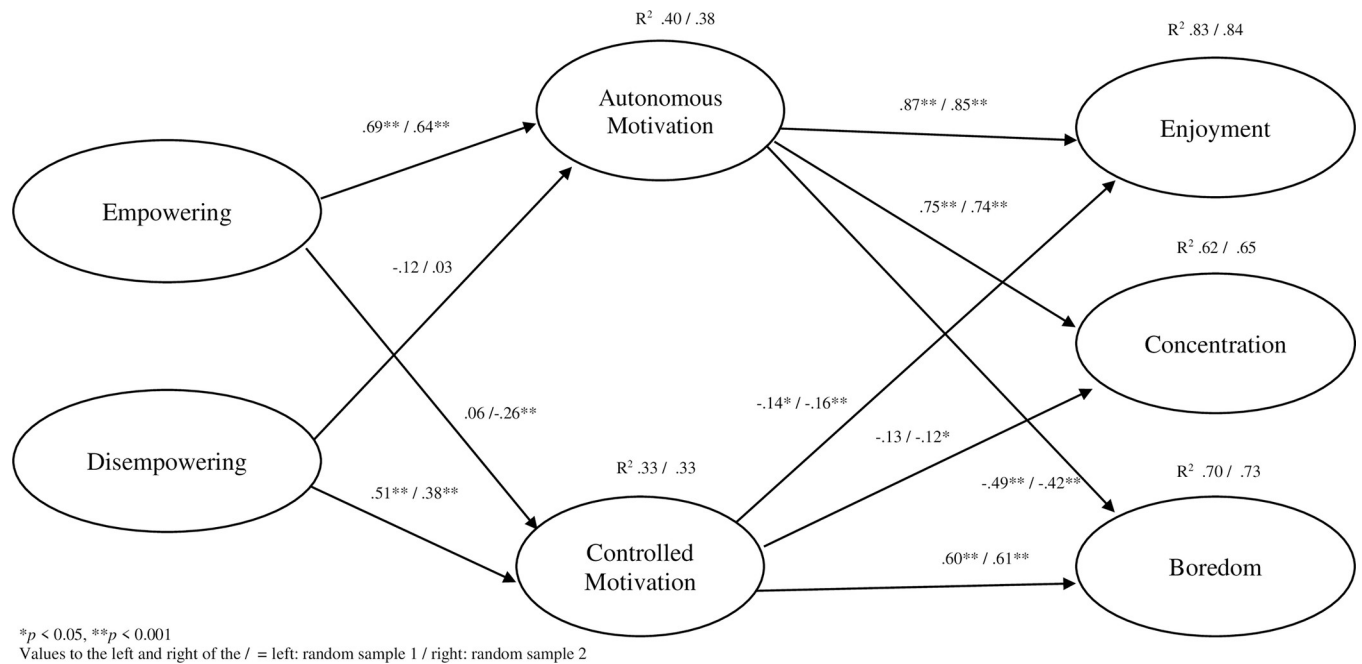 R² .40 / .38
R² .83 / .84
Autonomous
Motivation
.87** / .85**
Enjoyment
.69** / .64**
Empowering
.75** / .74**
R² .62 / .65
-.12 / .03
Concentration
-.14* / -.16**
.06 /-.26**
-.13 / -.12*
Disempowering
R² .33 / .33
R² .70 / .73
-.49** / -.42**
.51** / .38**
Controlled
Motivation
.60** / .61**
Boredom
*p < 0.05, **p < 0.001
Values to the left and right of the / = left: random sample 1 / right: random sample 2